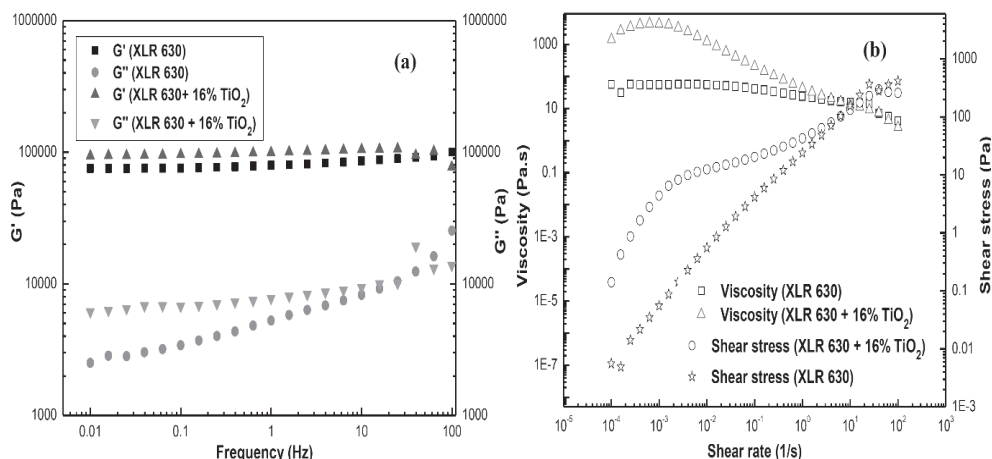 1000000
100000
10000
1000
G' (Pa)
G' (XLR 630)
G'' (XLR 630)
G' (XLR 630+ 16% TiO2)
G'' (XLR 630 + 16% TiO2)
(a)
1000000
100000
10000
1000
G'' (Pa)
0.01
0.1
1
10
100
Frequency (Hz)
1000
10
0.1
1E-3
1E-5
1E-7
Viscosity (Pa.s)
(b)
Viscosity (XLR 630)
Viscosity (XLR 630 + 16% TiO2)
Shear stress (XLR 630 + 16% TiO2)
Shear stress (XLR 630)
1000
100
10
1
0.1
0.01
1E-3
Shear stress (Pa)
10-5
10-4
10-3
10-2
10-1
100
101
102
103
Shear rate (1/s)